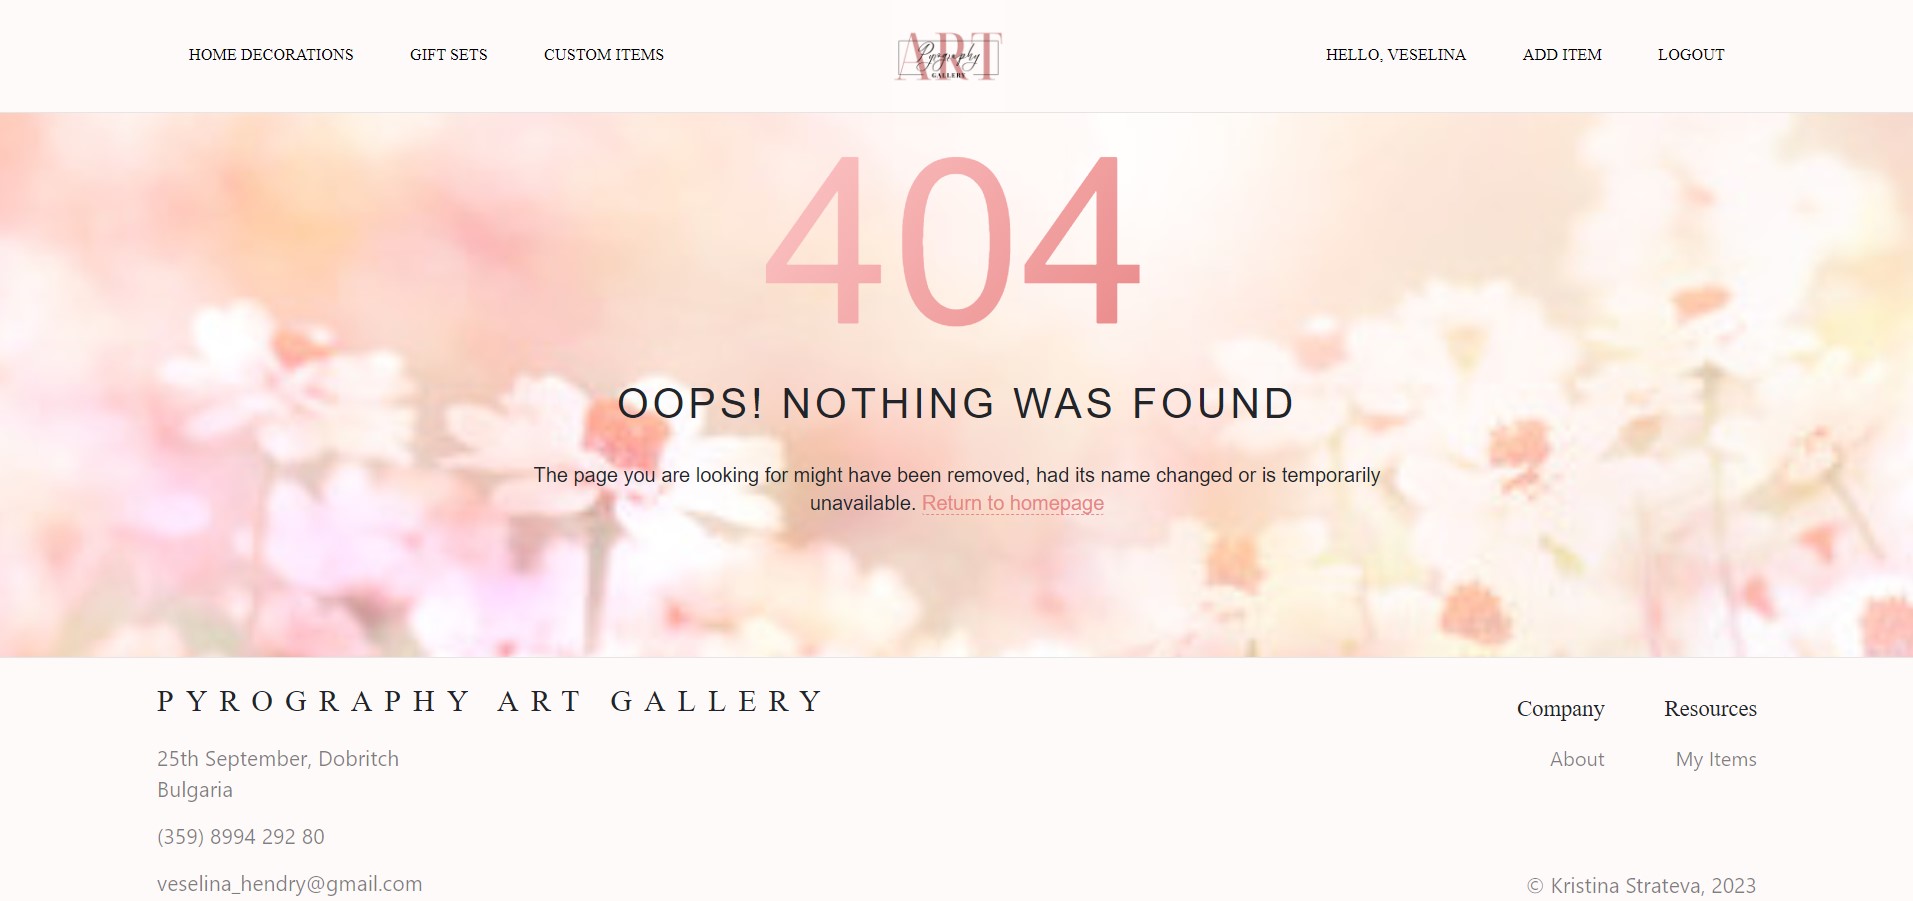 HOME DECORATIONS GIFT SETS CUSTOM ITEMS
ART
Pyrography
GALLERY
HELLO, VESELINA ADD ITEM LOGOUT
404
OOPS! NOTHING WAS FOUND
The page you are looking for might have been removed, had its name changed or is temporarily
unavailable. Return to homepage
PYROGRAPHY ART GALLERY
25th September, Dobritch
Bulgaria
(359) 8994 292 80
veselina_hendry@gmail.com
Company Resources
About My Items
© Kristina Strateva, 2023